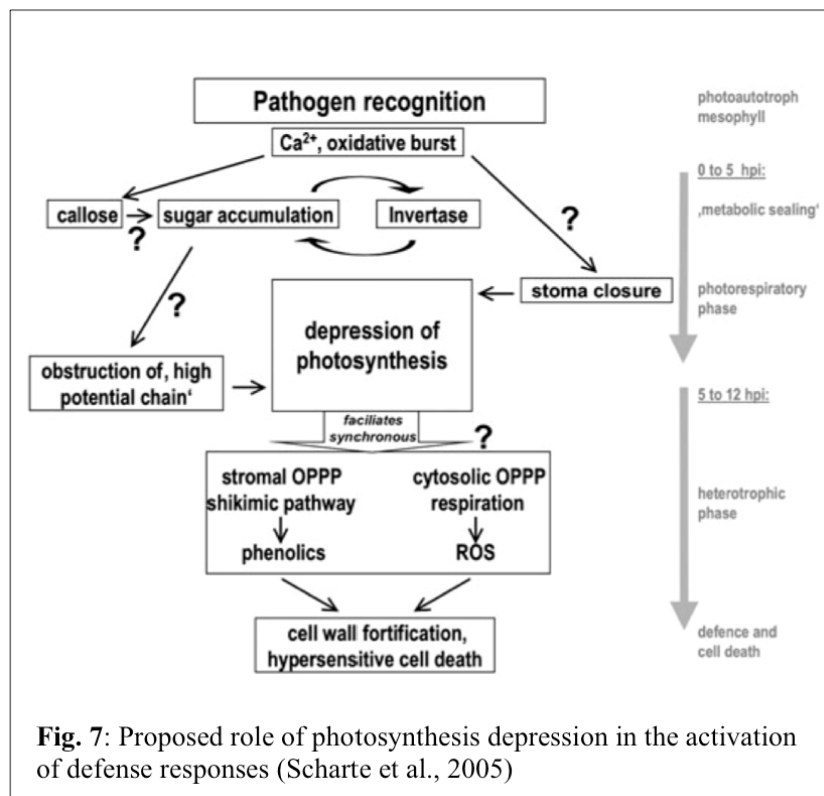 Pathogen recognition
Ca²⁺, oxidative burst
photoautotroph
mesophyll
0 to 5 hpi:
callose
?
sugar accumulation
Invertase
?
‚metabolic sealing‘
stoma closure
photorespiratory
phase
?
depression of
photosynthesis
obstruction of‚ high
potential chain‘
5 to 12 hpi:
faciliates
synchronous
?
stromal OPPP
shikimic pathway
phenolics
cytosolic OPPP
respiration
ROS
heterotrophic
phase
cell wall fortification,
hypersensitive cell death
defence and
cell death
Fig. 7: Proposed role of photosynthesis depression in the activation
of defense responses (Scharte et al., 2005)